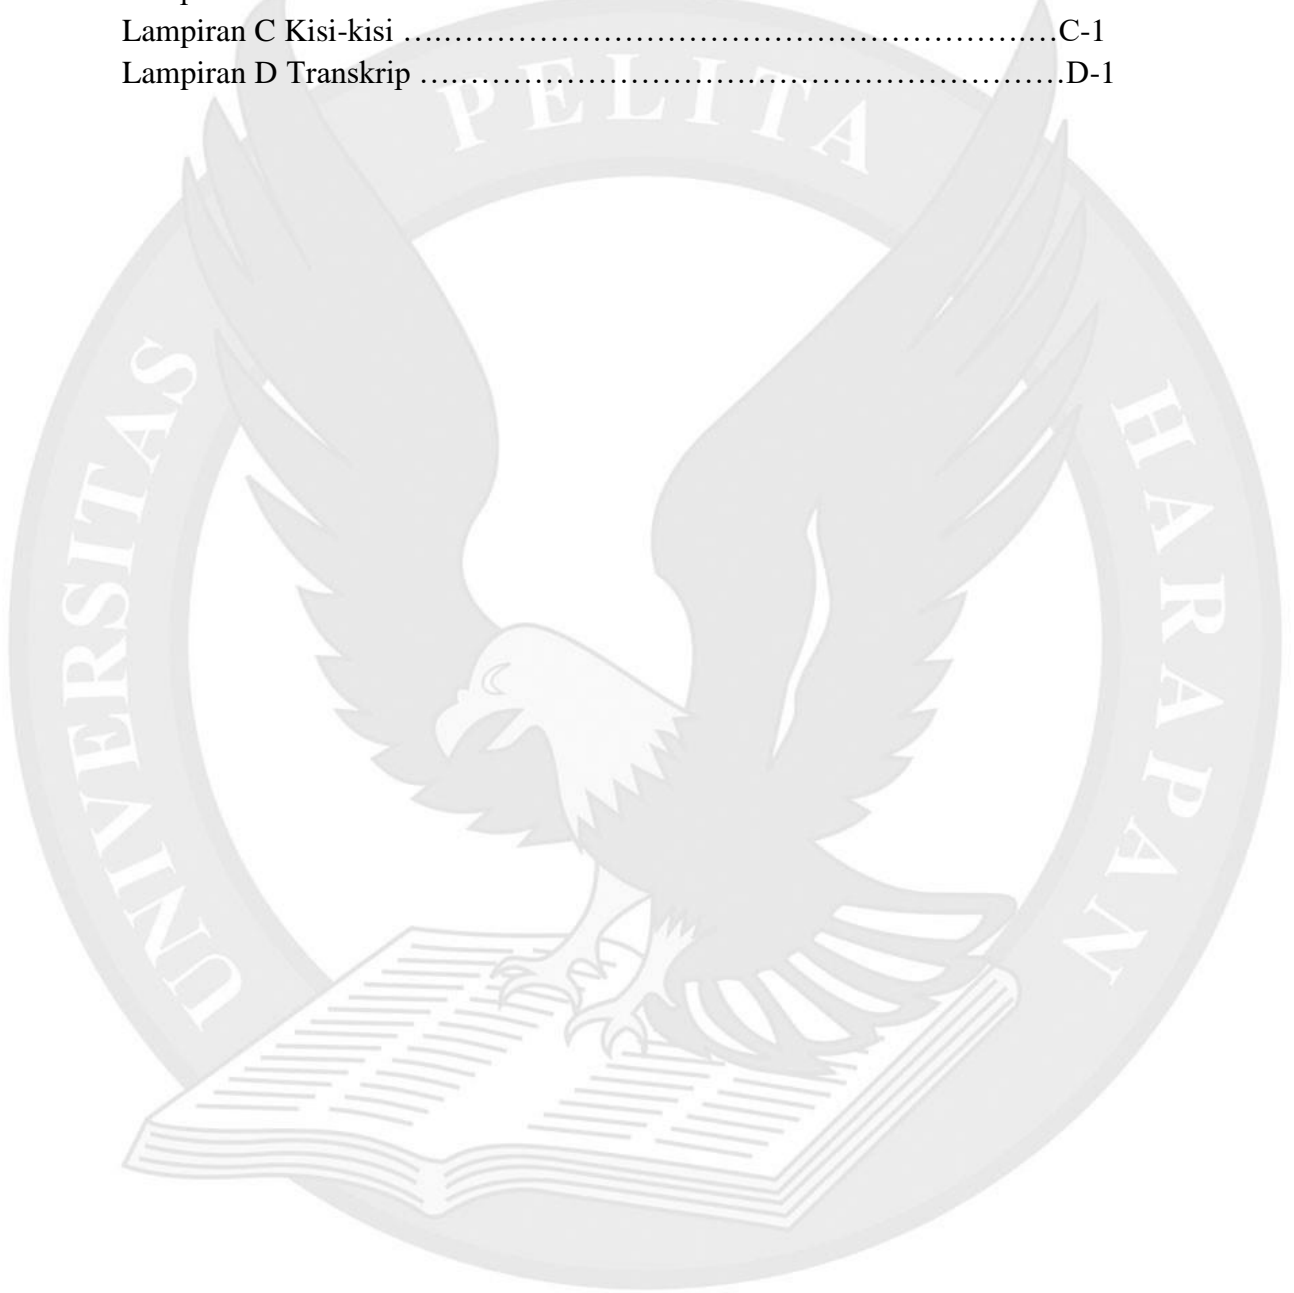 Lampiran C Kisi-kisi ………………………………………………………C-1
Lampiran D Transkrip ……………………………………………………D-1
UNIVERSITAS
PELITA
HARAPAN